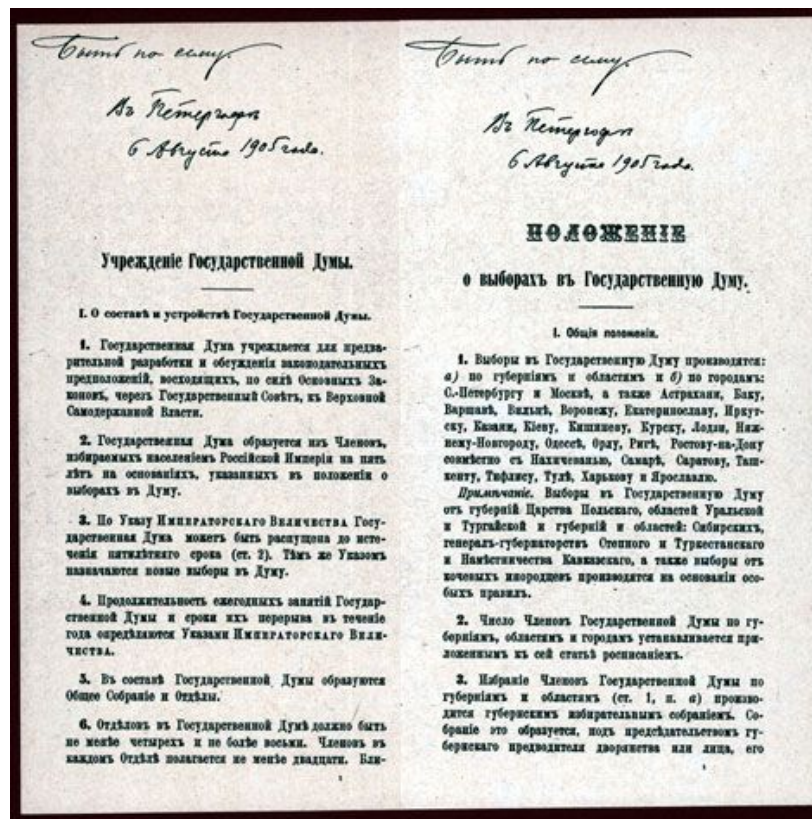 Быть по сему.
Въ Петергофѣ
6 Августа 1905 года.
Учрежденіе Государственной Думы.
I. О составѣ и устройствѣ Государственной Думы.
1. Государственная Дума учреждается для предва-
рительной разработки и обсужденія законодательныхъ
предположеній, восходящихъ, по силѣ Основныхъ За-
коновъ, черезъ Государственный Совѣтъ, къ Верховной
Самодержавной Власти.
2. Государственная Дума образуется изъ Членовъ,
избираемыхъ населеніемъ Россійской Имперіи на пять
лѣтъ на основаніяхъ, указанныхъ въ положеніи о
выборахъ въ Думу.
3. По Указу ИМПЕРАТОРСКАГО ВЕЛИЧЕСТВА Госу-
дарственная Дума можетъ быть распущена до исте-
ченія пятилѣтняго срока (ст. 2). Тѣмъ же Указомъ
назначаются новые выборы въ Думу.
4. Продолжительность ежегодныхъ занятій Государ-
ственной Думы и сроки ихъ перерыва въ теченіе
года опредѣляются Указами ИМПЕРАТОРСКАГО ВЕЛИ-
ЧЕСТВА.
5. Въ составѣ Государственной Думы образуются
Общее Собраніе и Отдѣлы.
6. Отдѣловъ въ Государственной Думѣ должно быть
не менѣе четырехъ и не болѣе восьми. Членовъ въ
каждомъ Отдѣлѣ полагается не менѣе двадцати. Бли-
1
Быть по сему.
Въ Петергофѣ
6 Августа 1905 года.
ПОЛОЖЕНІЕ
о выборахъ въ Государственную Думу.
I. Общія положенія.
1. Выборы въ Государственную Думу производятся:
а) по губерніямъ и областямъ и б) по городамъ:
С.-Петербургу и Москвѣ, а также Астрахани, Баку,
Варшавѣ, Вильнѣ, Воронежу, Екатеринославу, Иркут-
ску, Казани, Кіеву, Кишиневу, Курску, Лодзи, Ниж-
нему-Новгороду, Одессѣ, Орлу, Ригѣ, Ростову-на-Дону
совмѣстно съ Нахичеванью, Самарѣ, Саратову, Таш-
кенту, Тифлису, Тулѣ, Харькову и Ярославлю.
Примѣчаніе. Выборы въ Государственную Думу
отъ губерній Царства Польскаго, областей Уральской
и Тургайской и губерній и областей: Сибирскихъ,
генералъ-губернаторствъ Степного и Туркестанскаго
и Намѣстничества Кавказскаго, а также выборы отъ
кочевыхъ инородцевъ производятся на основаніи осо-
быхъ правилъ.
2. Число Членовъ Государственной Думы по гу-
берніямъ, областямъ и городамъ устанавливается при-
ложеннымъ къ сей статьѣ росписаніемъ.
3. Избраніе Членовъ Государственной Думы по
губерніямъ и областямъ (ст. 1, п. а) произво-
дится губернскимъ избирательнымъ собраніемъ. Со-
браніе это образуется, подъ предсѣдательствомъ гу-
бернскаго предводителя дворянства или лица, его
1